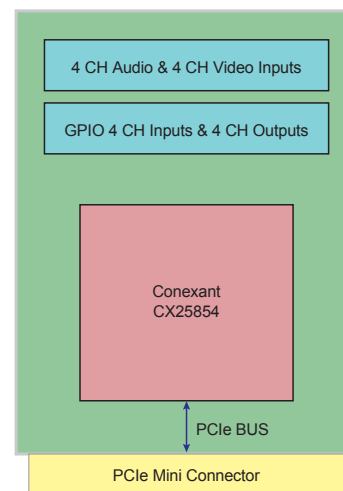 4 CH Audio & 4 CH Video Inputs
GPIO 4 CH Inputs & 4 CH Outputs
Conexant
CX25854
PCIe BUS
PCIe Mini Connector